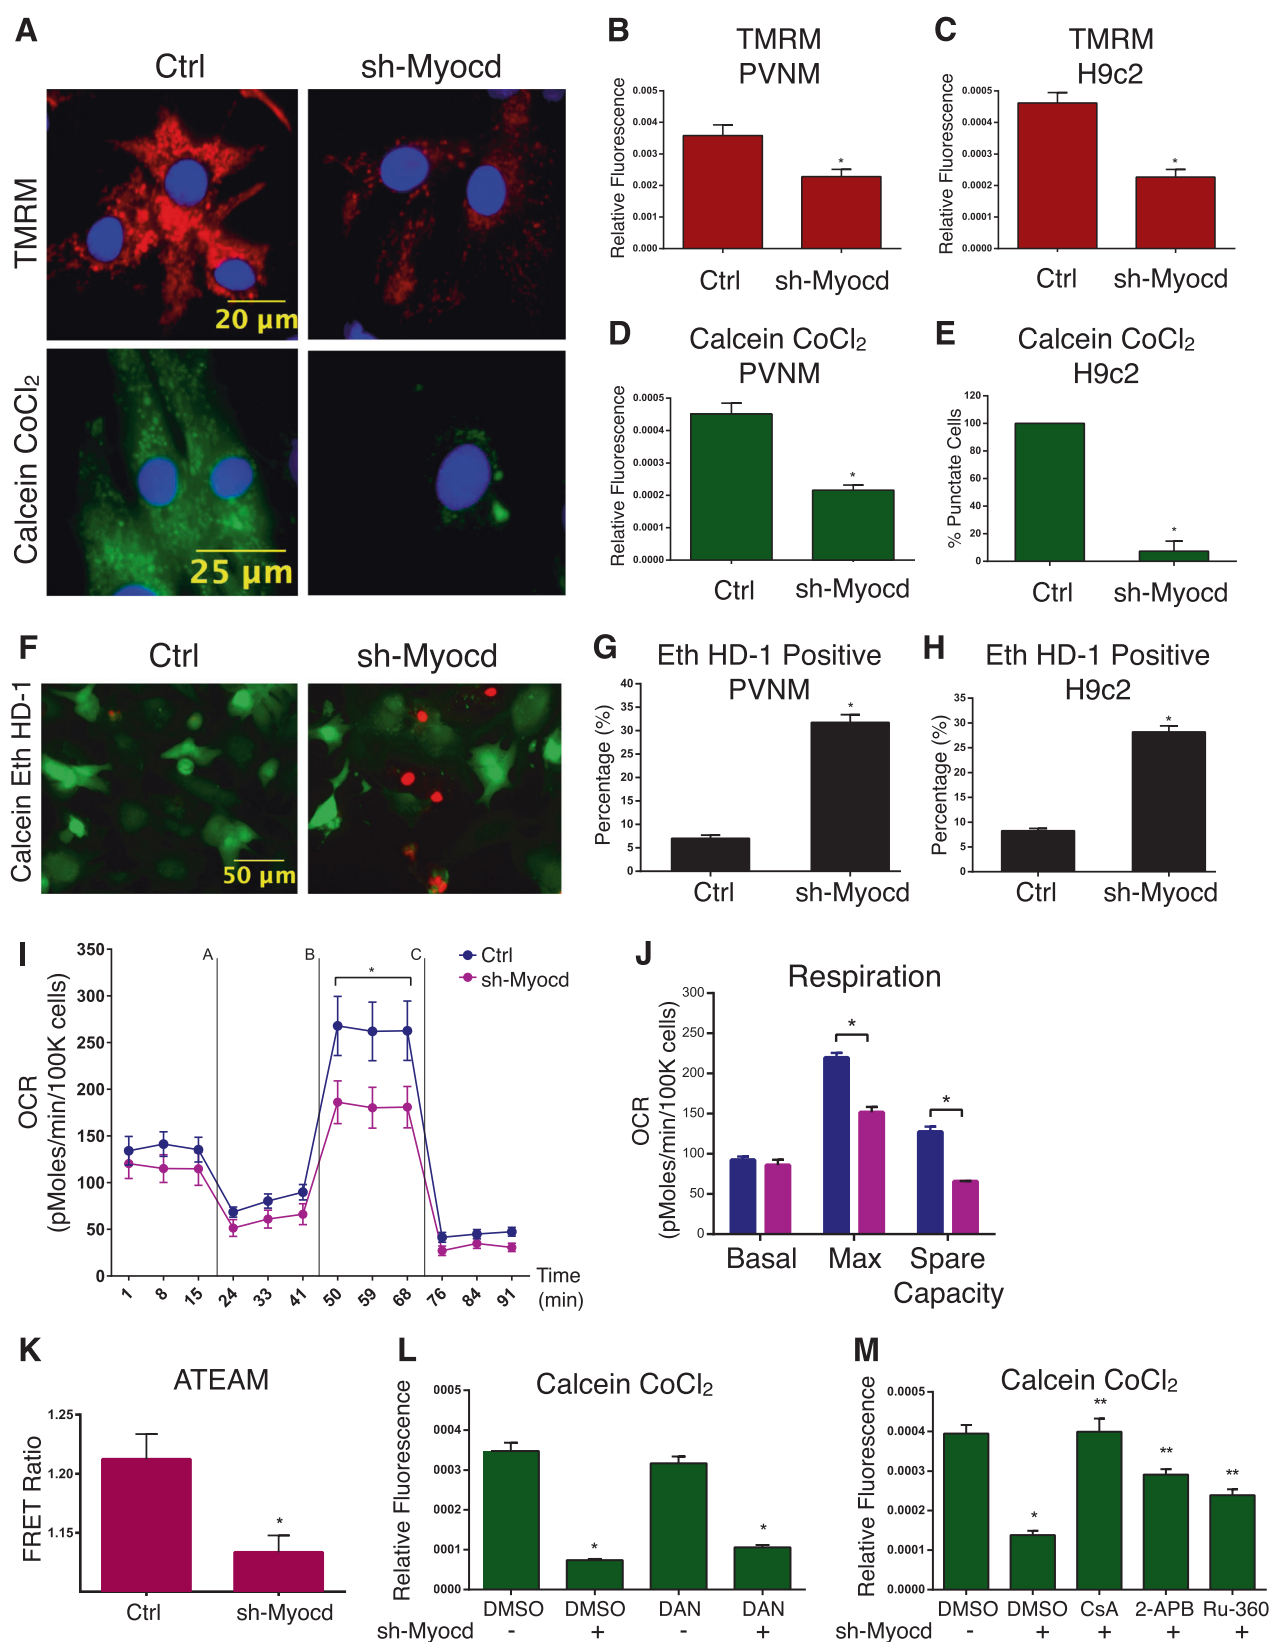 A
Ctrl
sh-Myocd
TMRM
20 µm
Calcein CoCl2
25 µm
B
TMRM
PVNM
Relative Fluorescence
0.005
0.004
0.003
0.002
0.001
0.000
*
Ctrl
sh-Myocd
C
TMRM
H9c2
Relative Fluorescence
0.0005
0.0004
0.0003
0.0002
0.0001
0.0000
*
Ctrl
sh-Myocd
D
Calcein CoCl2
PVNM
Relative Fluorescence
0.0005
0.0004
0.0003
0.0002
0.0001
0.0000
*
Ctrl
sh-Myocd
E
Calcein CoCl2
H9c2
% Punctate Cells
120
100
80
60
40
20
0
*
Ctrl
sh-Myocd
F
Ctrl
sh-Myocd
Calcein Eth HD-1
50 µm
G
Eth HD-1 Positive
PVNM
Percentage (%)
40
35
30
25
20
15
10
5
0
*
Ctrl
sh-Myocd
H
Eth HD-1 Positive
H9c2
Percentage (%)
35
30
25
20
15
10
5
0
*
Ctrl
sh-Myocd
I
OCR
(pMoles/min/100K cells)
350
300
250
200
150
100
50
0
A
B
C
*
Ctrl
sh-Myocd
1 8 15 24 33 41 50 59 68 76 84 91
Time
(min)
J
Respiration
OCR
(pMoles/min/100K cells)
300
250
200
150
100
50
0
*
*
Basal Max Spare
Capacity
K
ATEAM
FRET Ratio
1.25
1.20
1.15
*
Ctrl
sh-Myocd
L
Calcein CoCl2
Relative Fluorescence
.0005
.0004
0003
0002
0001
0000
*
*
DMSO DMSO DAN DAN
sh-Myocd - + - +
M
Calcein CoCl2
Relative Fluorescence
0.0005
0.0004
0.0003
0.0002
0.0001
0.0000
*
**
**
**
DMSO DMSO CsA 2-APB Ru-360
sh-Myocd - + + + +